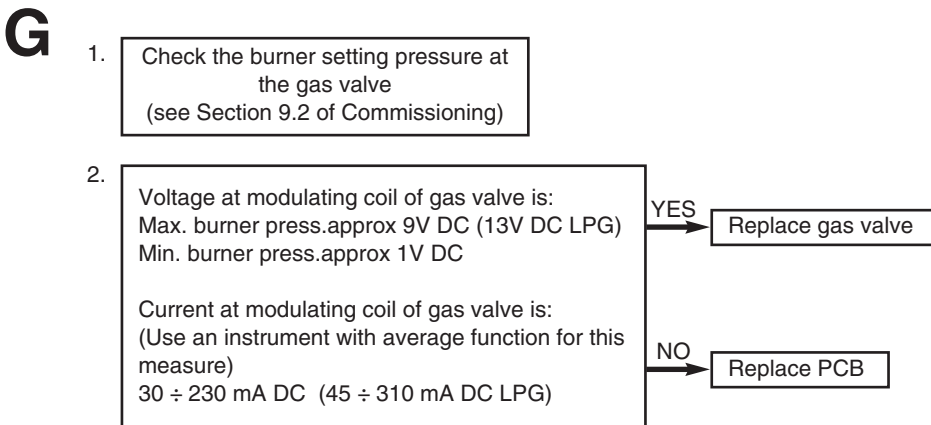 G
1.
Check the burner setting pressure at
the gas valve
(see Section 9.2 of Commissioning)
2.
Voltage at modulating coil of gas valve is:
Max. burner press.approx 9V DC (13V DC LPG)
Min. burner press.approx 1V DC
YES
Replace gas valve
Current at modulating coil of gas valve is:
(Use an instrument with average function for this
measure)
30 ÷ 230 mA DC (45 ÷ 310 mA DC LPG)
NO
Replace PCB